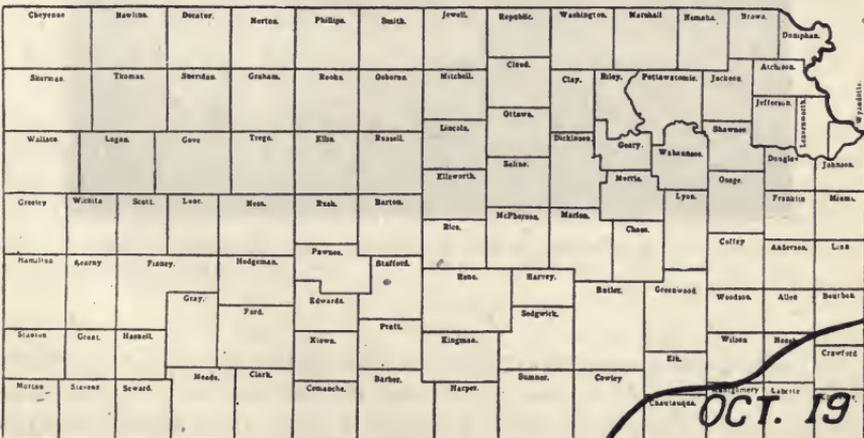 Cheyenne Rawlins. Decatur. Norton. Phillips. Smith. Jewell. Republic. Washington. Marshall Nemaha. Brown. Doniphan.
Sherman. Thomas. Sheridan. Graham. Rooks. Osborne. Mitchell. Cloud. Clay. Riley. Pottawatomie. Jackson. Atchison.
Jefferson. Leavenworth. Wyandotte.
Wallace. Logan. Gove Trego. Ellis. Russell. Lincoln. Ottawa. Dickinson. Geary. Wabaunsee. Shawnee.
Douglas Johnson.
Ellsworth. Saline. Morris. Osage.
Greeley Wichita Scott. Lane. Ness. Rush. Barton. McPherson. Marion. Lyon. Franklin Miami.
Rice. Chase.
Hamilton Kearny Finney. Hodgeman. Pawnee. Stafford. Reno. Harvey. Coffey Anderson. Linn
Gray. Ford. Edwards. Sedgwick. Butler. Greenwood. Woodson. Allen Bourbon.
Stanton Grant. Haskell. Kiowa. Pratt. Kingman. Elk. Wilson Neosho Crawford.
Morton Stevens Seward. Meade. Clark. Comanche. Barber. Harper. Sumner. Cowley Chautauqua. Montgomery Labette
OCT. 19